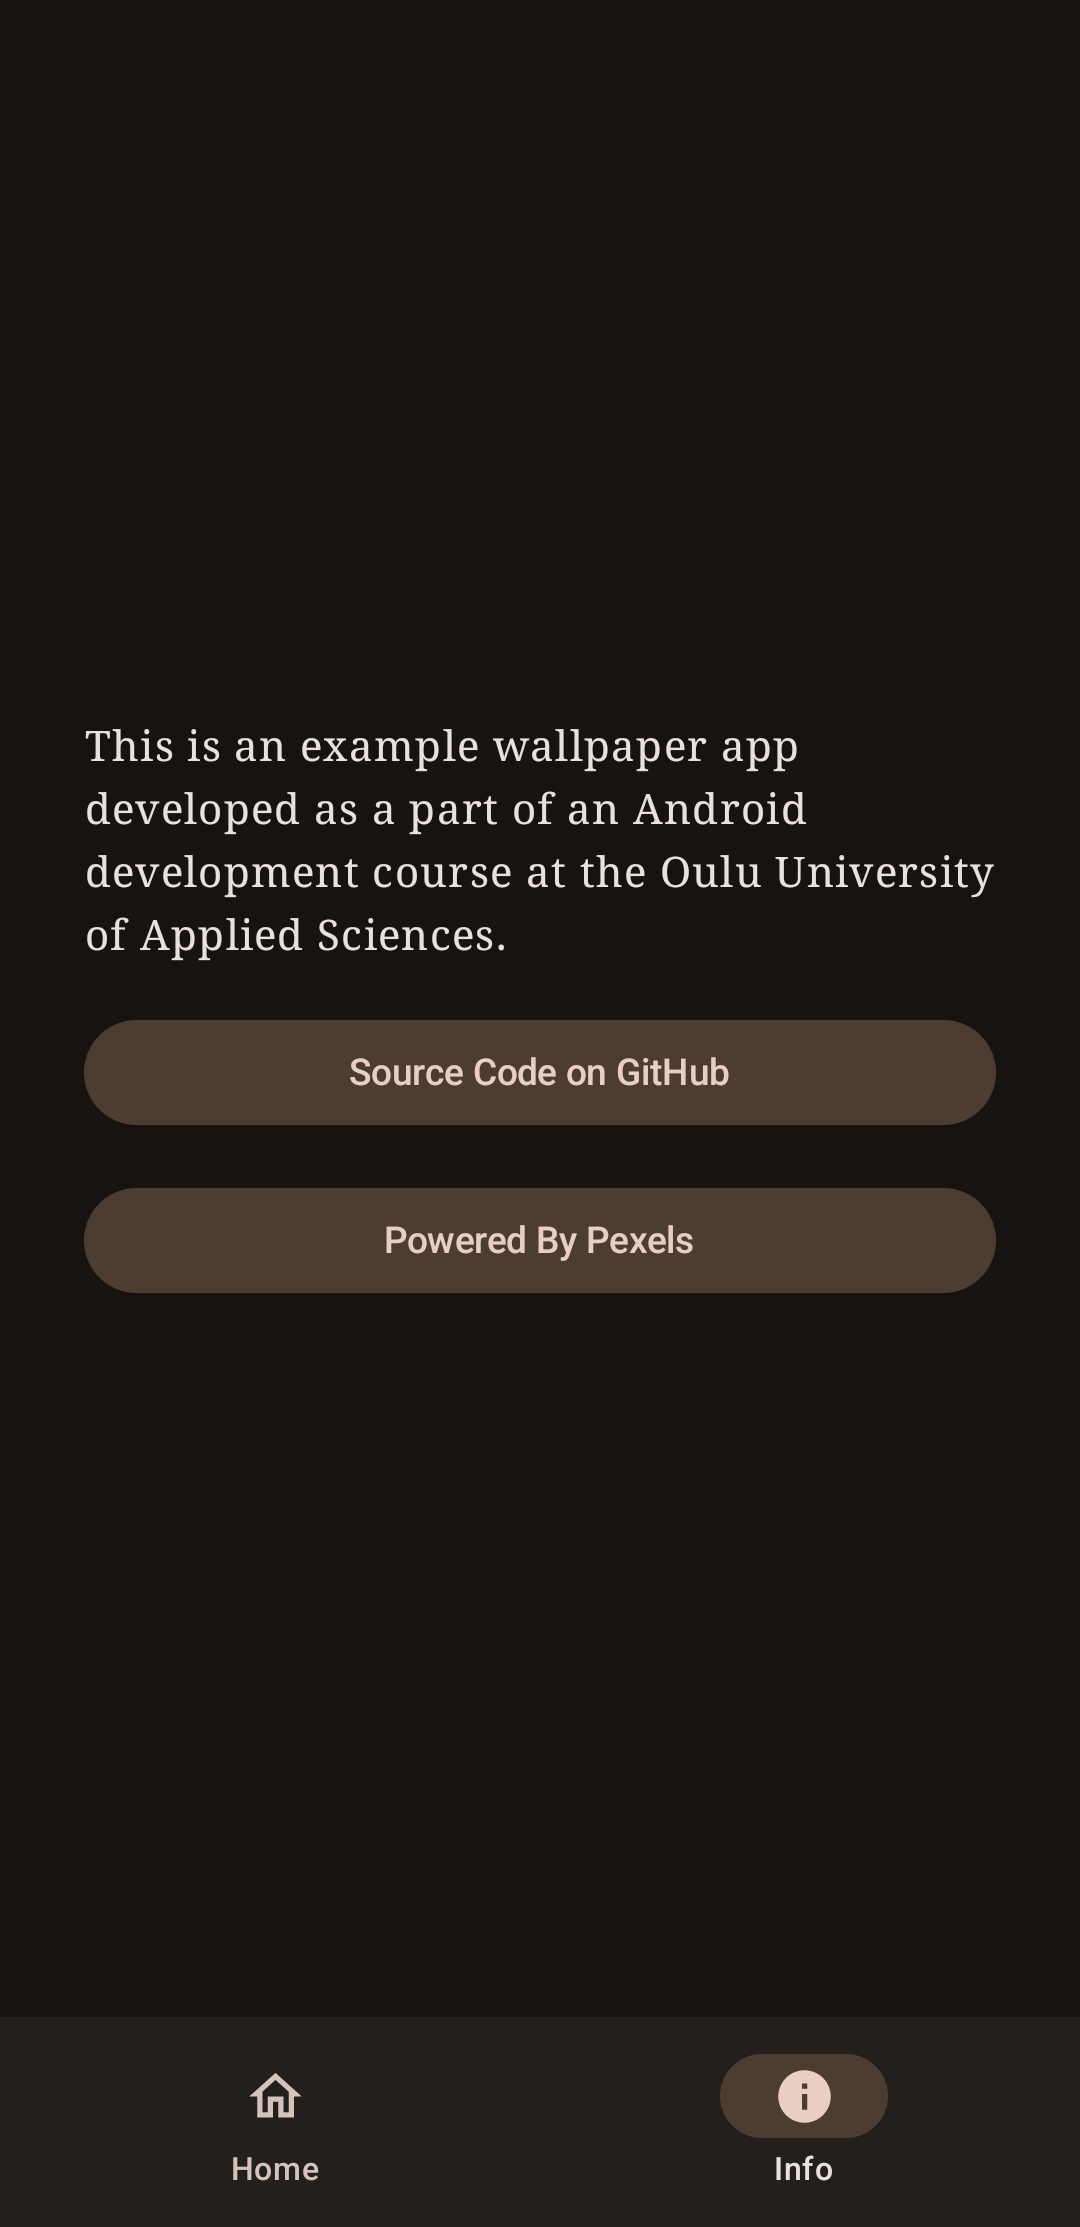 This is an example wallpaper app
developed as a part of an Android
development course at the Oulu University
of Applied Sciences.
Source Code on GitHub
Powered By Pexels
Home
Info